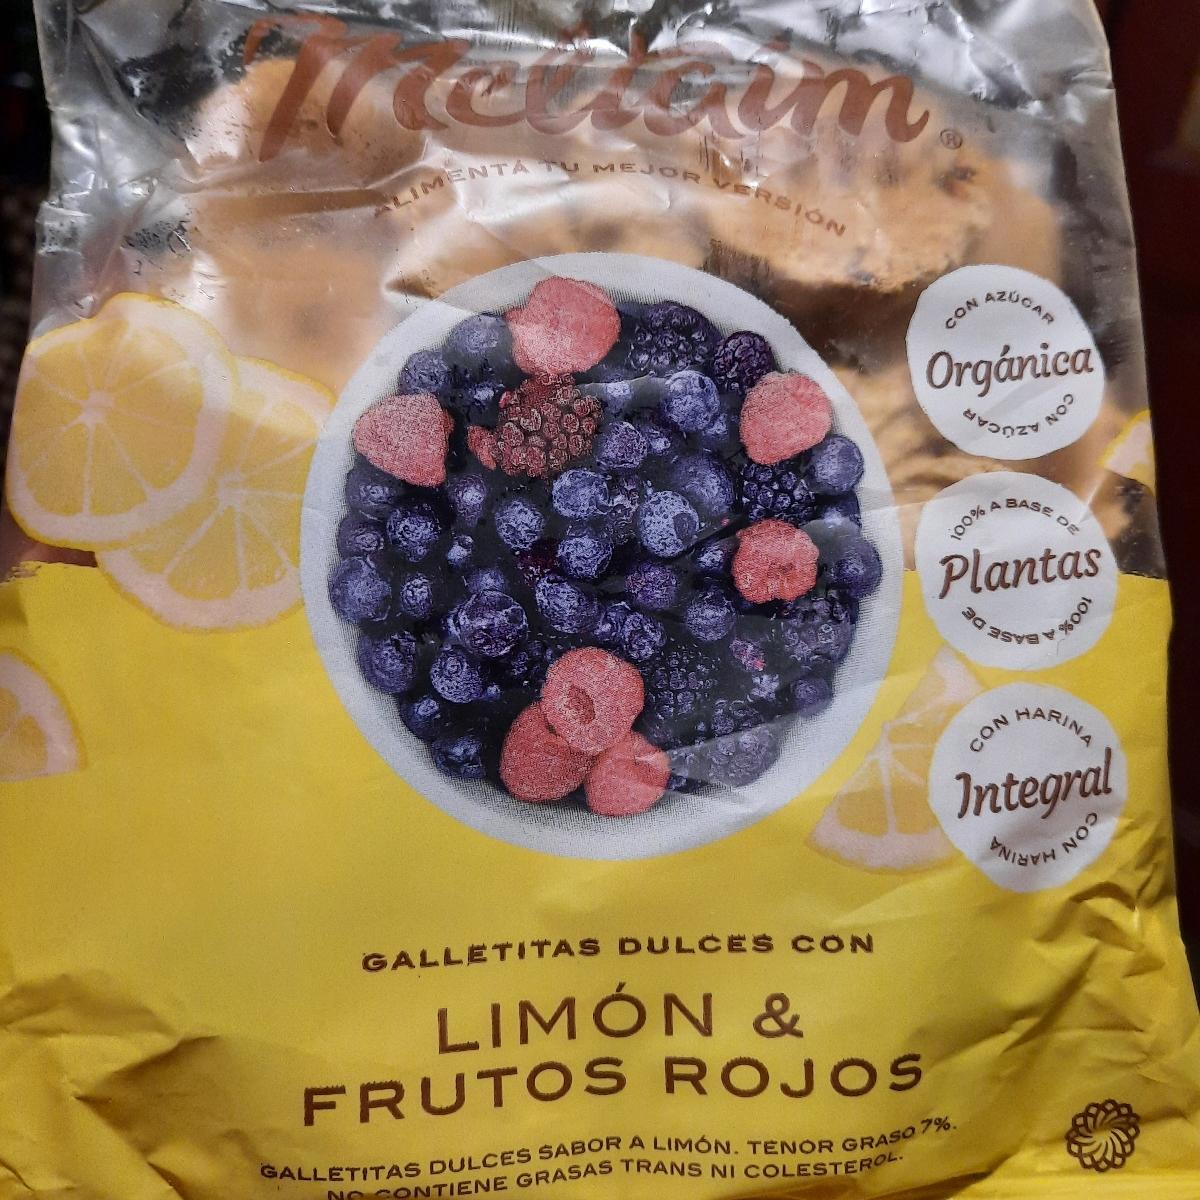 Melitaim®
ALIMENTÁ TU MEJOR VERSIÓN
CON AZÚCAR
Orgánica
CON AZÚCAR
100% A BASE DE
Plantas
100% A BASE DE
CON HARINA
Integral
CON HARINA
GALLETITAS DULCES CON
LIMÓN &
FRUTOS ROJOS
GALLETITAS DULCES SABOR A LIMÓN. TENOR GRASO 7%.
NO CONTIENE GRASAS TRANS NI COLESTEROL.